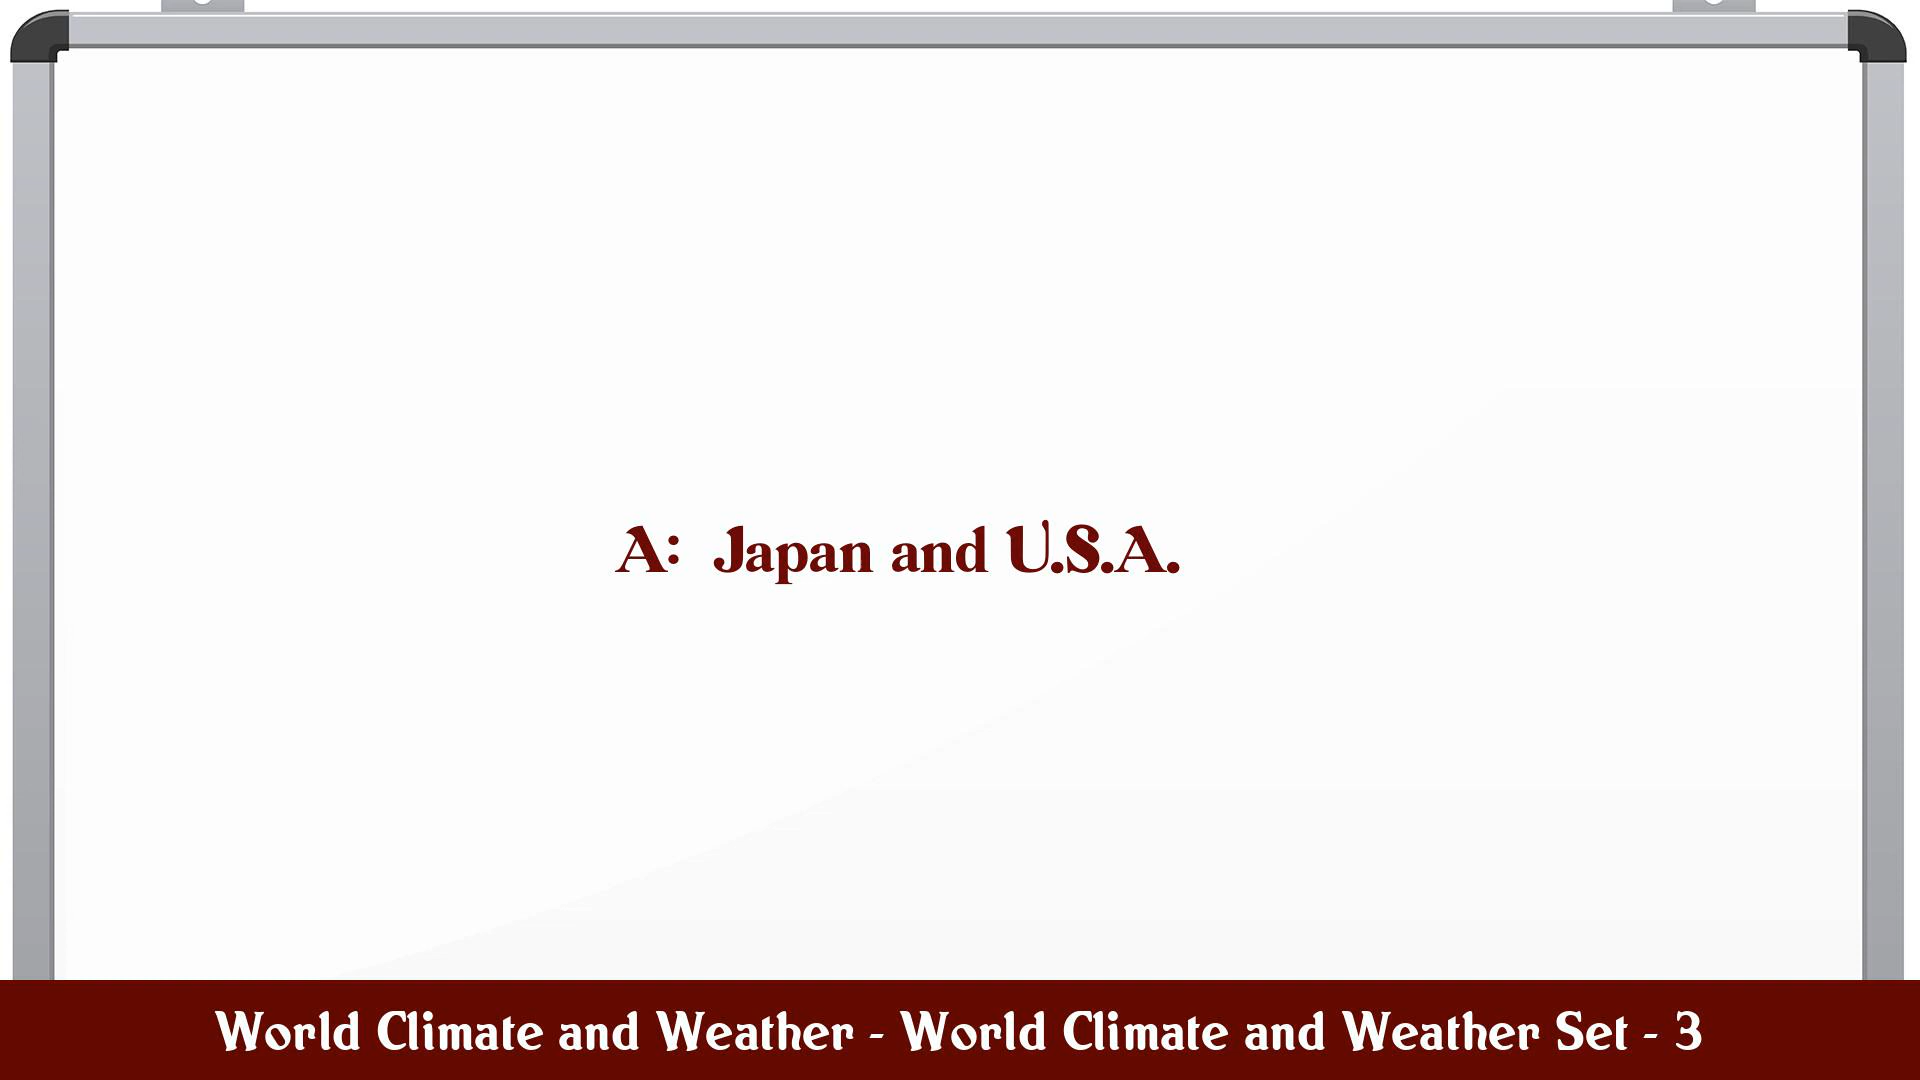 A: Japan and U.S.A.
World Climate and Weather - World Climate and Weather Set - 3